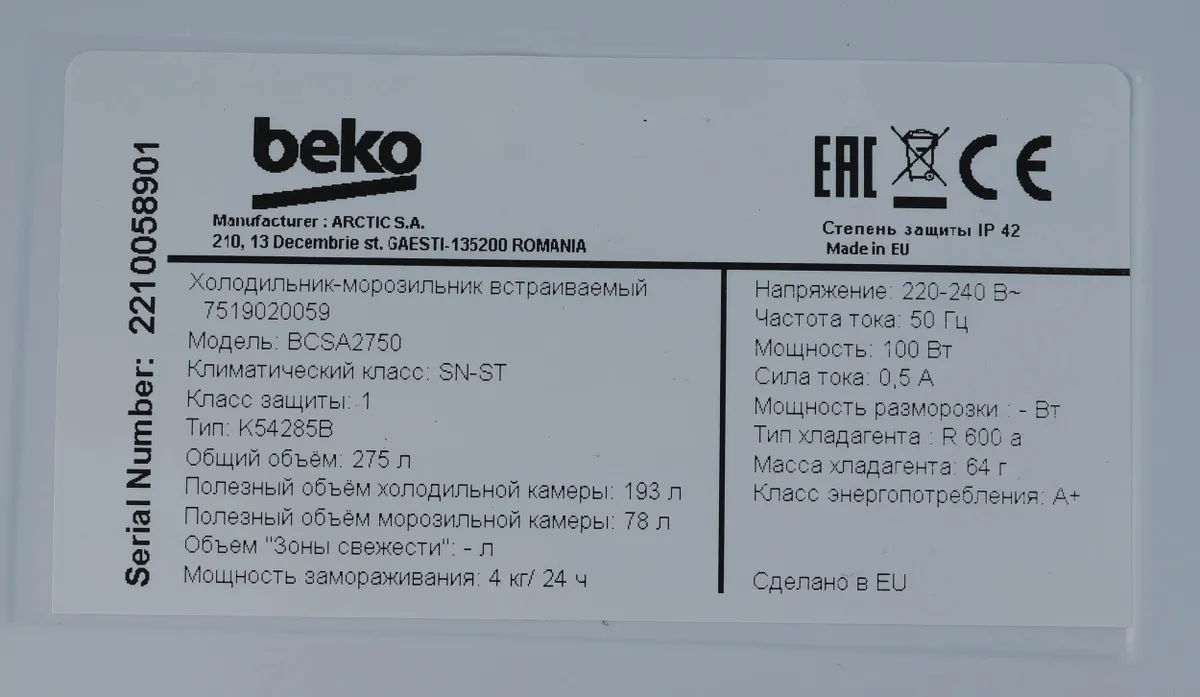 beko
Manufacturer : ARCTIC S.A.
210, 13 Decembrie st. GAESTI-135200 ROMANIA
EAC CE
Степень защиты IP 42
Made in EU
Serial Number: 2210058901
Холодильник-морозильник встраиваемый
7519020059
Модель: BCSA2750
Климатический класс: SN-ST
Класс защиты: 1
Тип: K54285B
Общий объём: 275 л
Полезный объём холодильной камеры: 193 л
Полезный объём морозильной камеры: 78 л
Объем "Зоны свежести": - л
Мощность замораживания: 4 кг/ 24 ч
Напряжение: 220-240 В~
Частота тока: 50 Гц
Мощность: 100 Вт
Сила тока: 0,5 А
Мощность разморозки : - Вт
Тип хладагента : R 600 a
Масса хладагента: 64 г
Класс энергопотребления: A+
Сделано в EU